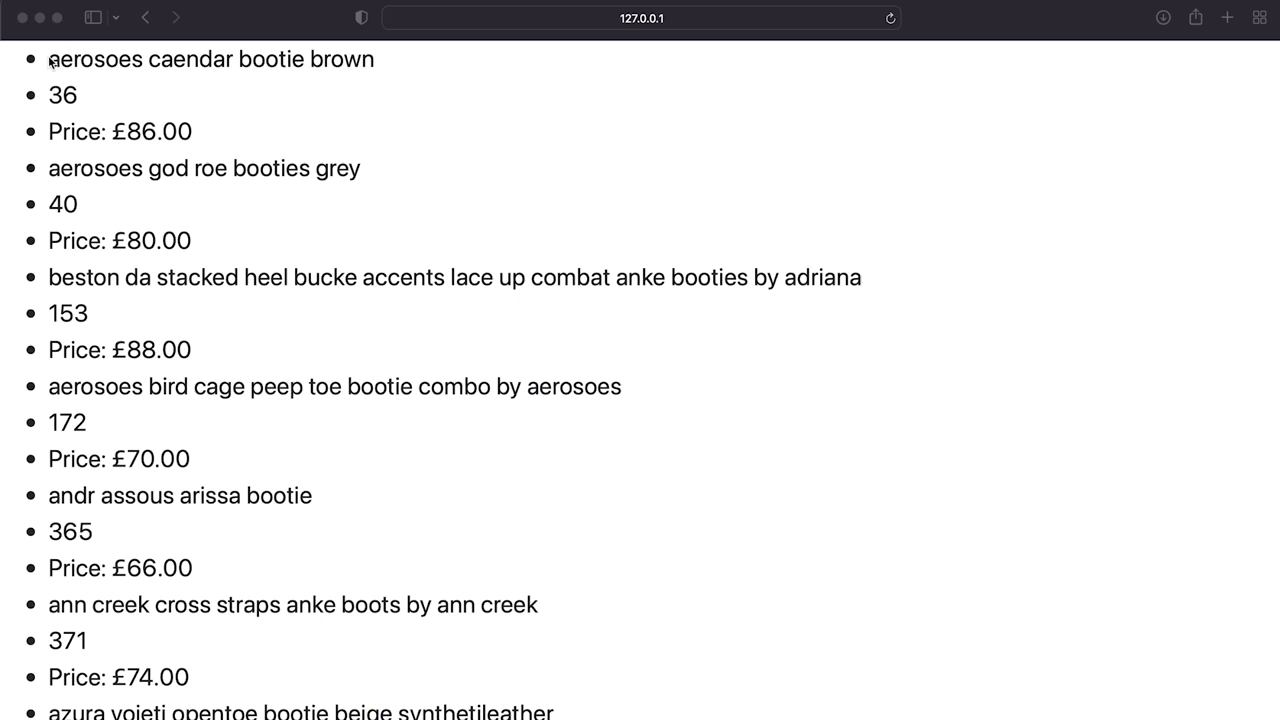 127.0.0.1
aerosoes caendar bootie brown
36
Price: £86.00
aerosoes god roe booties grey
40
Price: £80.00
beston da stacked heel bucke accents lace up combat anke booties by adriana
153
Price: £88.00
aerosoes bird cage peep toe bootie combo by aerosoes
172
Price: £70.00
andr assous arissa bootie
365
Price: £66.00
ann creek cross straps anke boots by ann creek
371
Price: £74.00
azura voieti opentoe bootie beige synthetileather